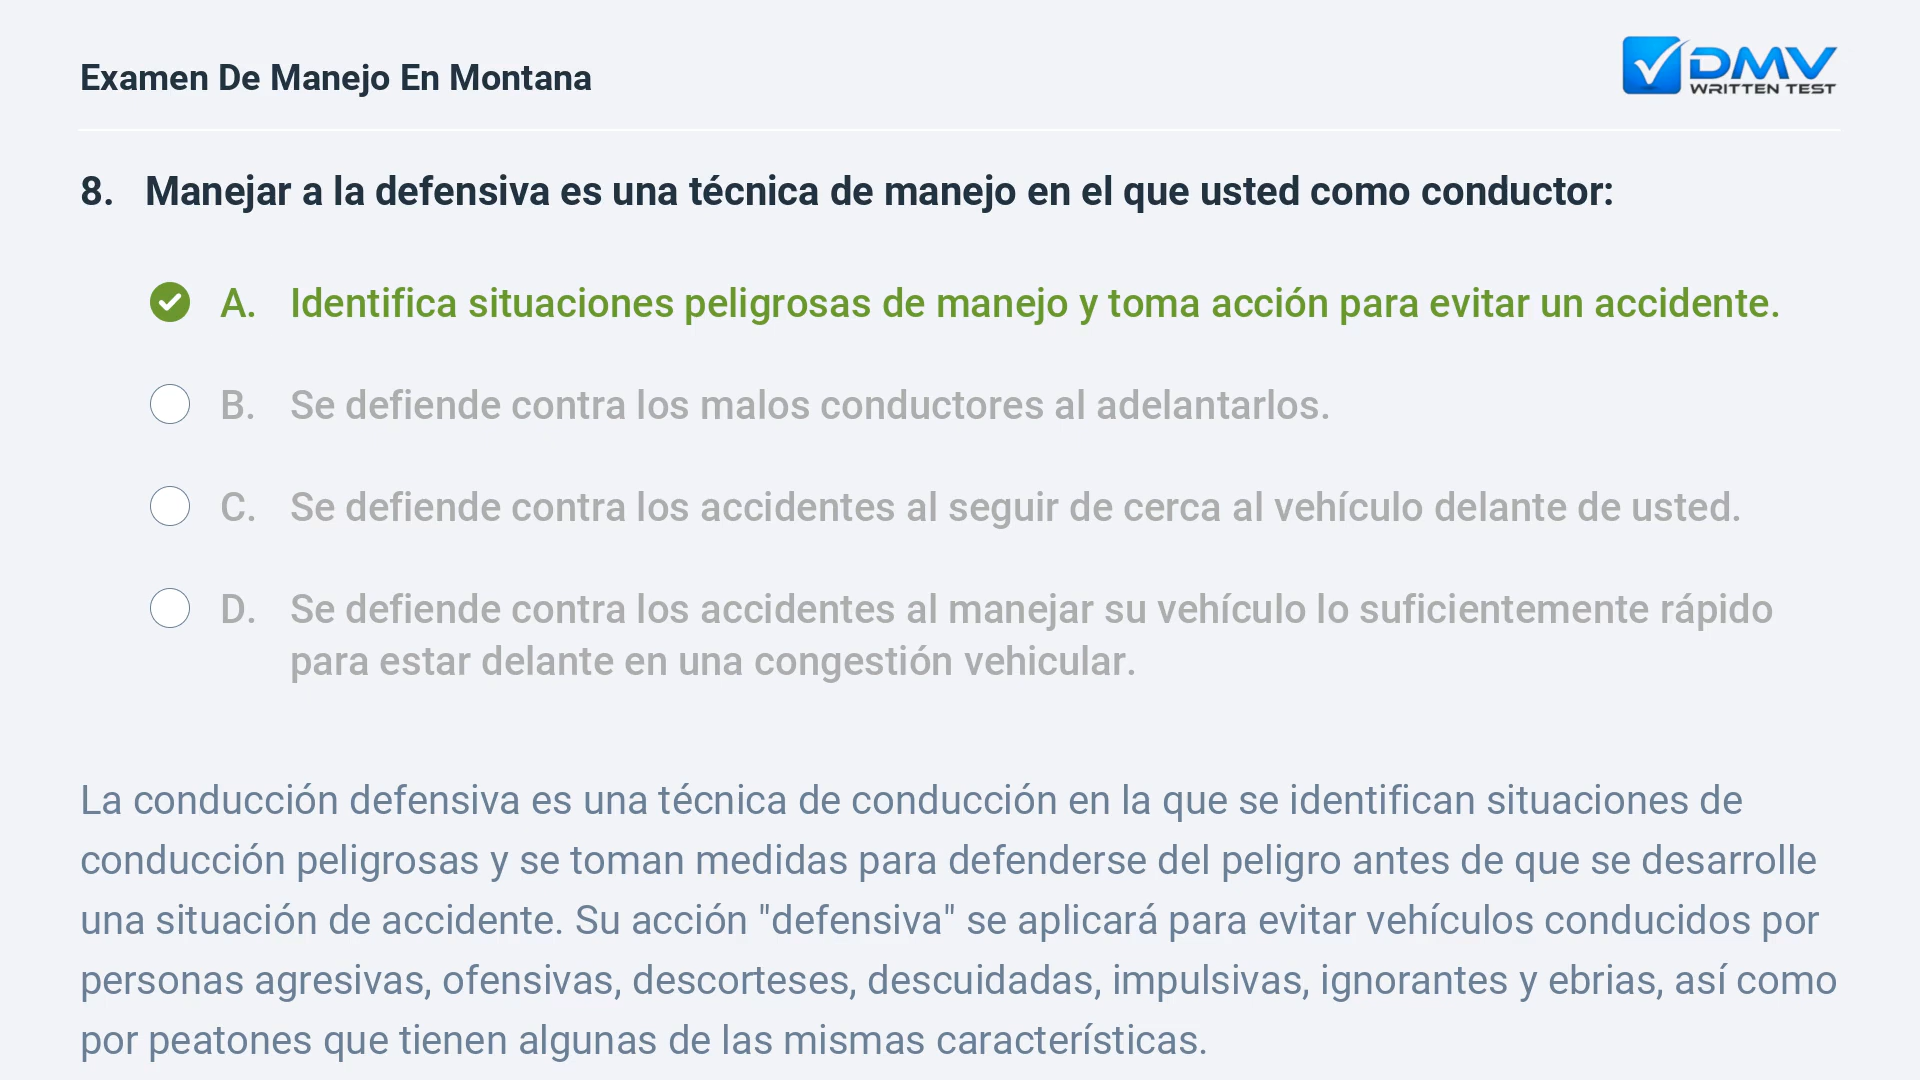 Examen De Manejo En Montana
DMV
WRITTEN TEST
8. Manejar a la defensiva es una técnica de manejo en el que usted como conductor:
A. Identifica situaciones peligrosas de manejo y toma acción para evitar un accidente.
B. Se defiende contra los malos conductores al adelantarlos.
C. Se defiende contra los accidentes al seguir de cerca al vehículo delante de usted.
D. Se defiende contra los accidentes al manejar su vehículo lo suficientemente rápido
para estar delante en una congestión vehicular.
La conducción defensiva es una técnica de conducción en la que se identifican situaciones de
conducción peligrosas y se toman medidas para defenderse del peligro antes de que se desarrolle
una situación de accidente. Su acción "defensiva" se aplicará para evitar vehículos conducidos por
personas agresivas, ofensivas, descorteses, descuidadas, impulsivas, ignorantes y ebrias, así como
por peatones que tienen algunas de las mismas características.